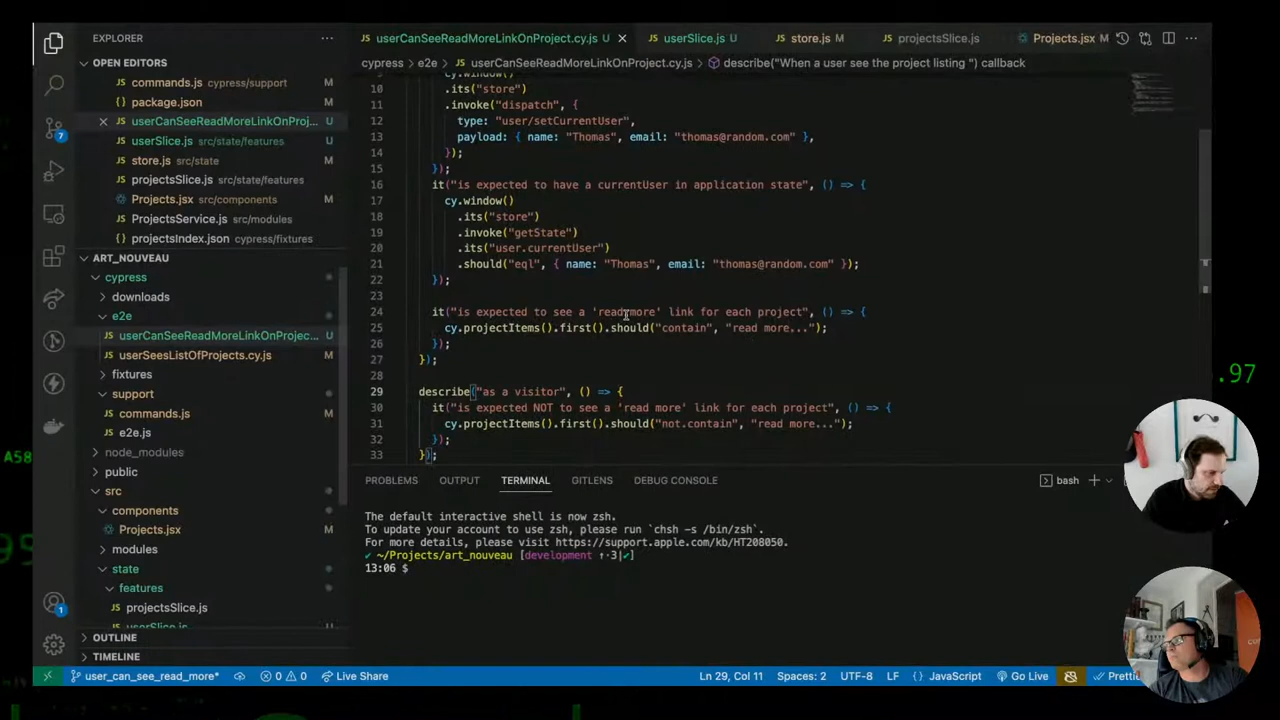 EXPLORER
userCanSeeReadMoreLinkOnProject.cy.js U
userSlice.js U
store.js M
projectsSlice.js
Projects.jsx M
cypress > e2e > userCanSeeReadMoreLinkOnProject.cy.js > describe("When a user see the project listing ") callback
OPEN EDITORS
commands.js cypress/support M
package.json M
userCanSeeReadMoreLinkOnProj... U
userSlice.js src/state/features U
store.js src/state M
projectsSlice.js src/state/features
Projects.jsx src/components M
ProjectsService.js src/modules
projectsIndex.json cypress/fixtures
ART_NOUVEAU
cypress
downloads
e2e
userCanSeeReadMoreLinkOnProjec... U
userSeesListOfProjects.cy.js M
fixtures
support
commands.js M
e2e.js
node_modules
public
src
components
Projects.jsx M
modules
state
features
projectsSlice.js
userSlice.js U
OUTLINE
TIMELINE
9 cy.window()
10 .its("store")
11 .invoke("dispatch", {
12 type: "user/setCurrentUser",
13 payload: { name: "Thomas", email: "thomas@random.com" },
14 });
15 });
16 it("is expected to have a currentUser in application state", () => {
17 cy.window()
18 .its("store")
19 .invoke("getState")
20 .its("user.currentUser")
21 .should("eql", { name: "Thomas", email: "thomas@random.com" });
22 });
23
24 it("is expected to see a 'read more' link for each project", () => {
25 cy.projectItems().first().should("contain", "read more...");
26 });
27 });
28
29 describe("as a visitor", () => {
30 it("is expected NOT to see a 'read more' link for each project", () => {
31 cy.projectItems().first().should("not.contain", "read more...");
32 });
33 });
PROBLEMS OUTPUT TERMINAL GITLENS DEBUG CONSOLE
bash
The default interactive shell is now zsh.
To update your account to use zsh, please run `chsh -s /bin/zsh`.
For more details, please visit https://support.apple.com/kb/HT208050.
✔ ~/Projects/art_nouveau [development ↑·3|✔]
13:06 $
7
1
user_can_see_read_more* 0 0 Live Share
Ln 29, Col 11 Spaces: 2 UTF-8 LF JavaScript Go Live
.97
A58